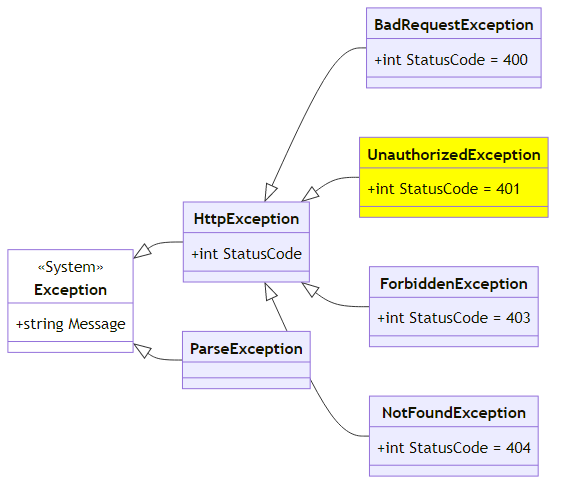 BadRequestException
+int StatusCode = 400
UnauthorizedException
+int StatusCode = 401
HttpException
+int StatusCode
«System»
Exception
+string Message
ForbiddenException
+int StatusCode = 403
ParseException
NotFoundException
+int StatusCode = 404